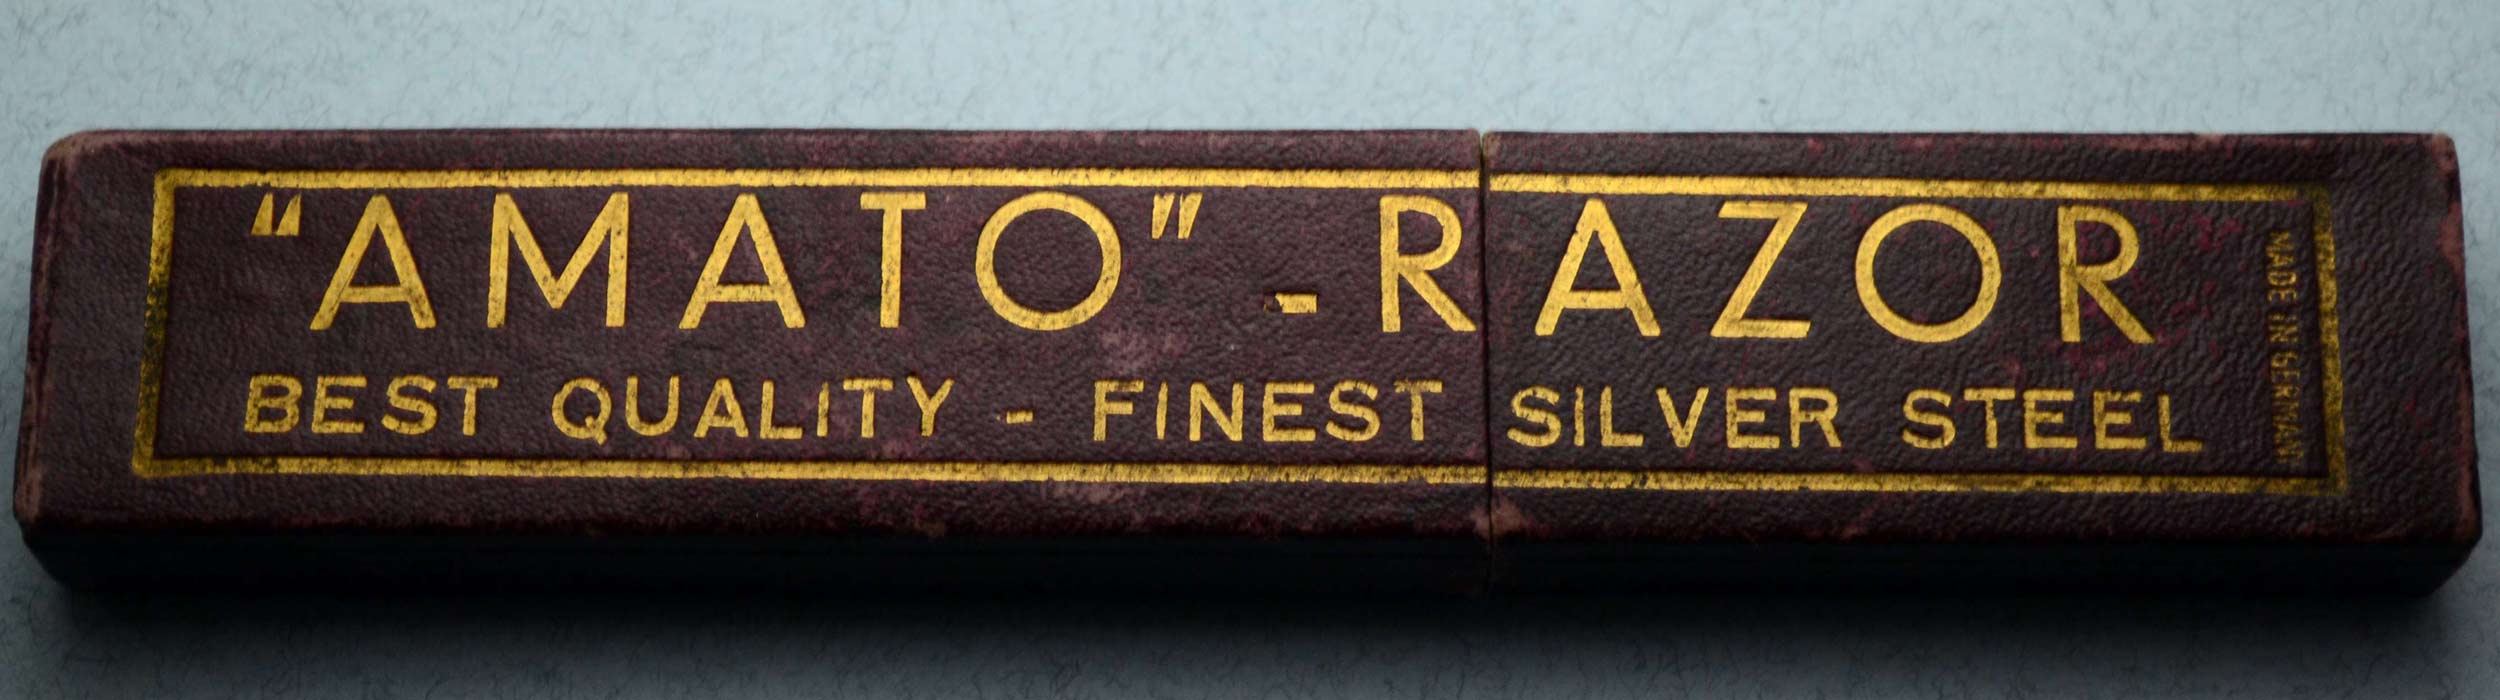 “AMATO” - RAZOR
BEST QUALITY - FINEST SILVER STEEL
MADE IN GERMANY